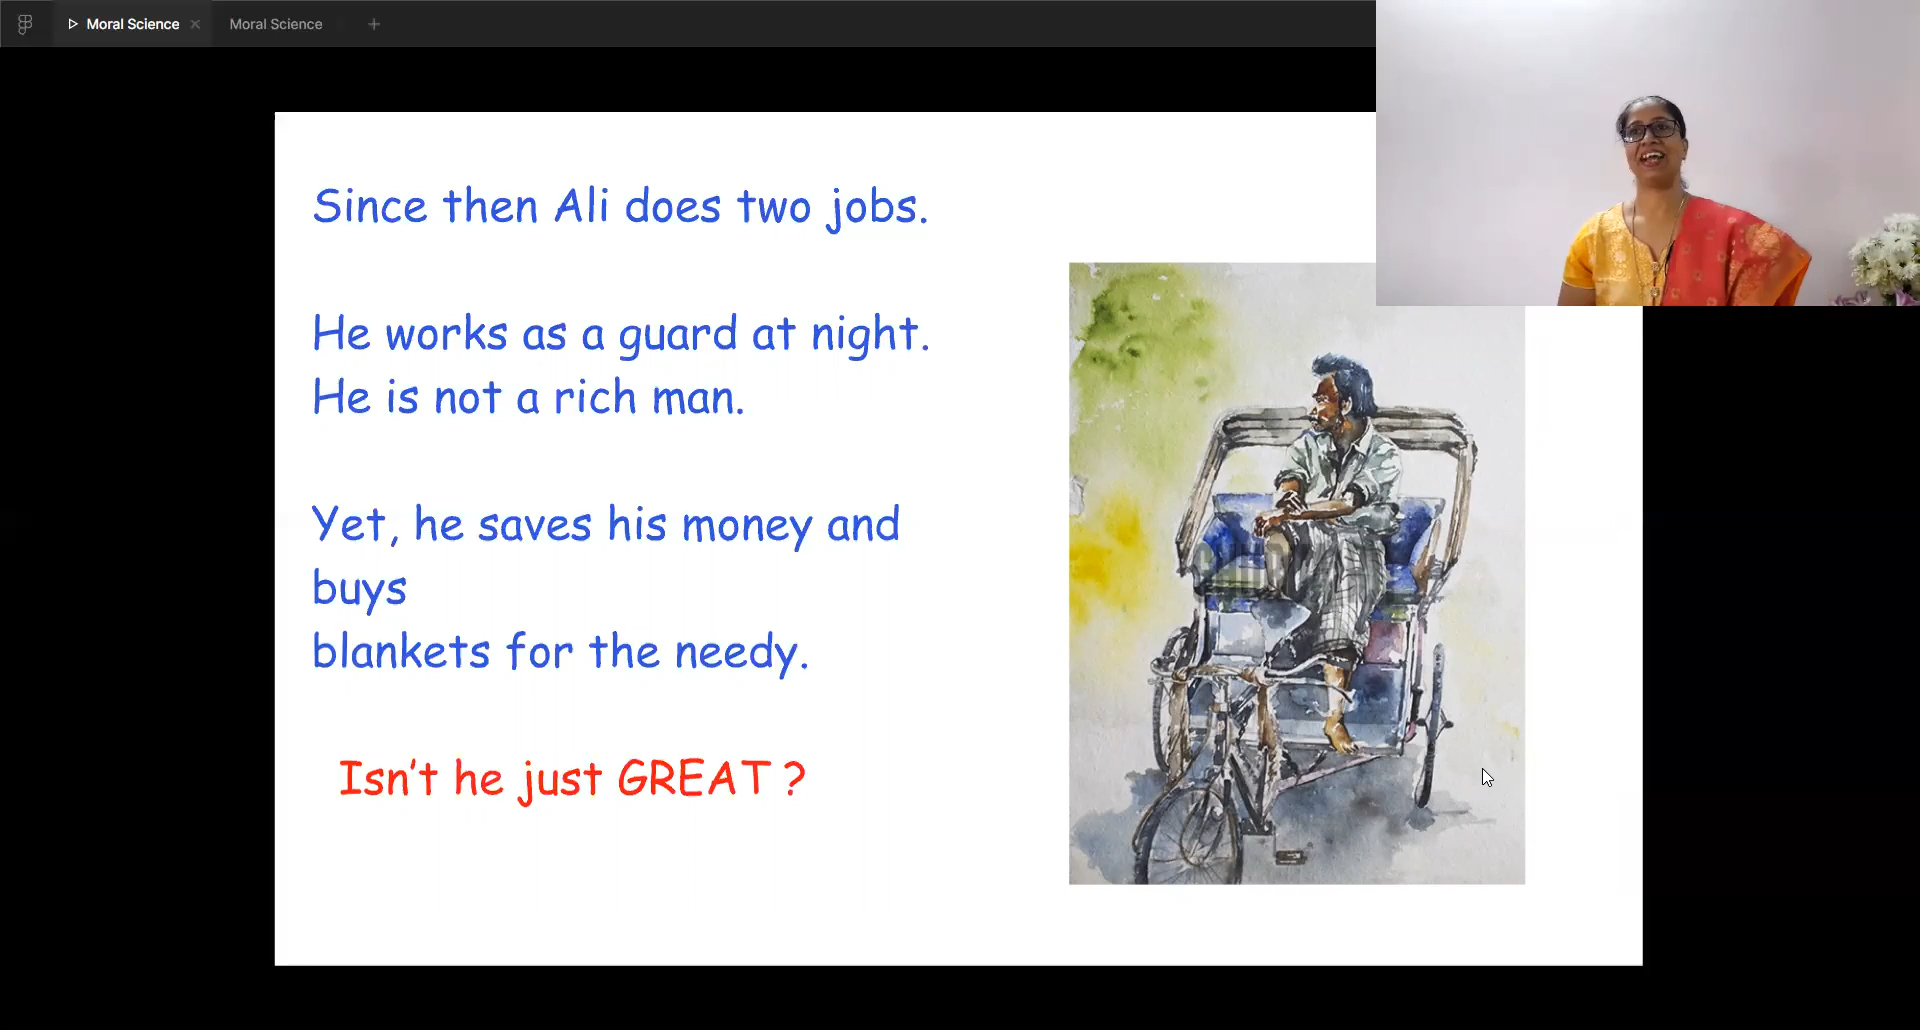 Moral Science
Moral Science
Since then Ali does two jobs.
He works as a guard at night.
He is not a rich man.
Yet, he saves his money and
buys
blankets for the needy.
Isn't he just GREAT ?